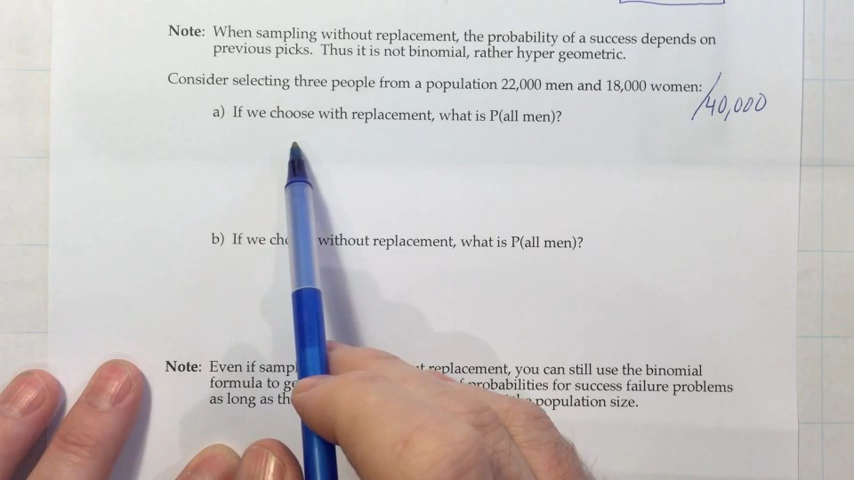 Note: When sampling without replacement, the probability of a success depends on
previous picks. Thus it is not binomial, rather hyper geometric.
Consider selecting three people from a population 22,000 men and 18,000 women:
/40,000
a) If we choose with replacement, what is P(all men)?
b) If we without replacement, what is P(all men)?
Note: Even if replacement, you can still use the binomial
formula to probabilities for success failure problems
as long as population size.